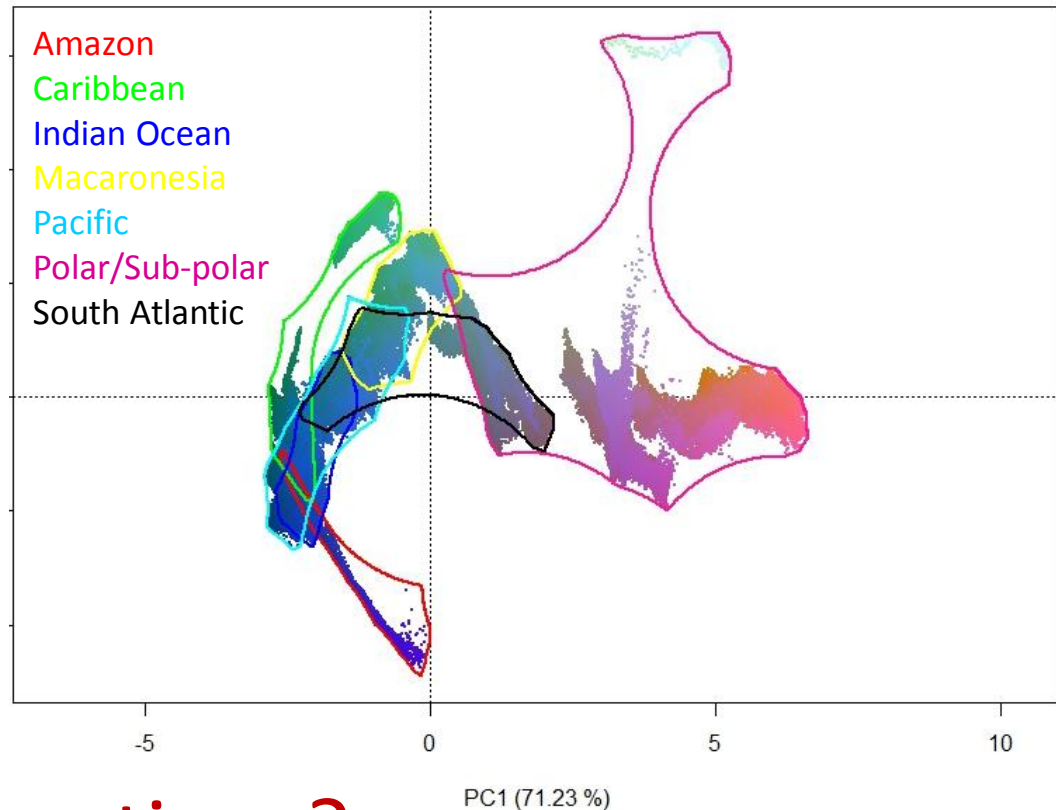 Amazon
Caribbean
Indian Ocean
Macaronesia
Pacific
Polar/Sub-polar
South Atlantic
-5 0 5 10
PC1 (71.23 %)